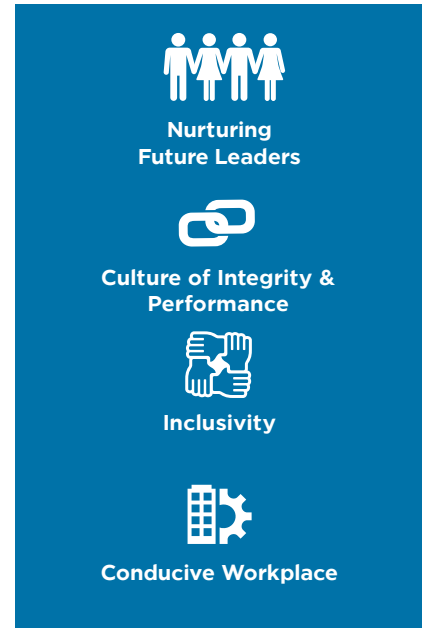 Nurturing
Future Leaders
Culture of Integrity &
Performance
Inclusivity
Conducive Workplace